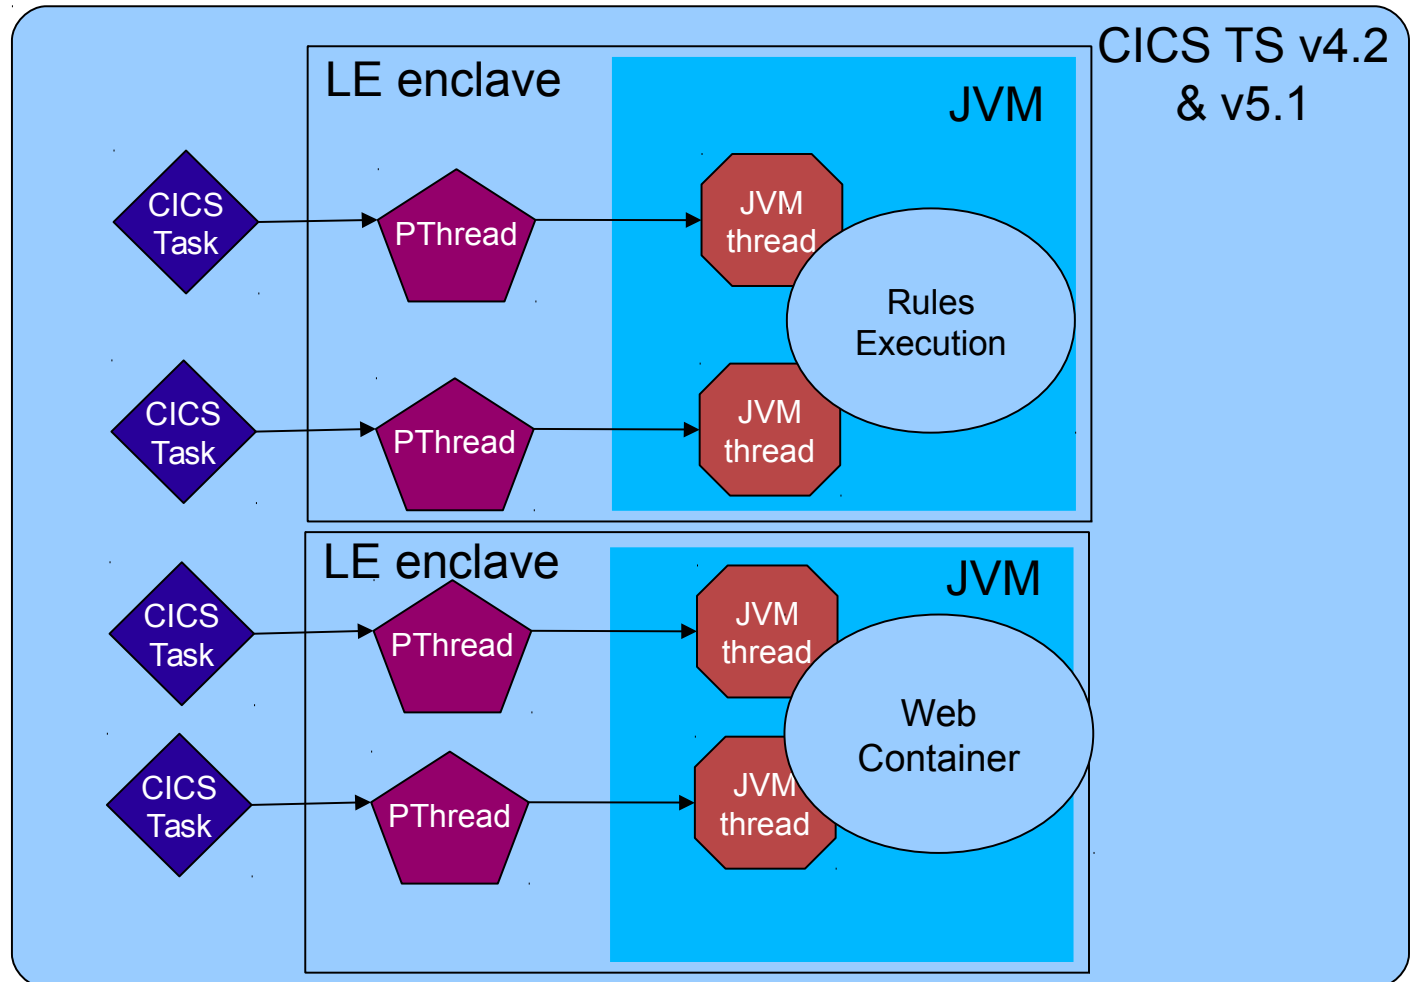 CICS TS v4.2
& v5.1
LE enclave
JVM
CICS
Task
PThread
JVM
thread
Rules
Execution
CICS
Task
PThread
JVM
thread
LE enclave
JVM
CICS
Task
PThread
JVM
thread
Web
Container
CICS
Task
PThread
JVM
thread